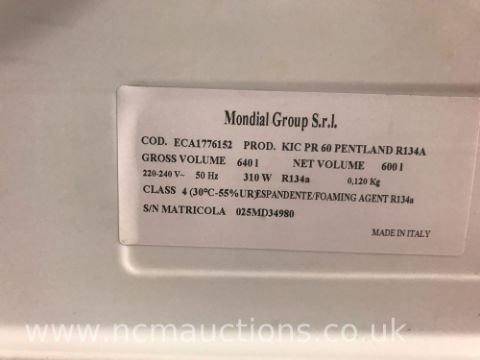 Mondial Group S.r.l.
COD. ECA1776152 PROD. KIC PR 60 PENTLAND R134A
GROSS VOLUME 640 l NET VOLUME 600 l
220-240 V~ 50 Hz 310 W R134a 0,120 Kg
CLASS 4 (30°C-55%UR) ESPANDENTE/FOAMING AGENT R134a
S/N MATRICOLA 025MD34980
MADE IN ITALY
www.ncmauctions.co.uk